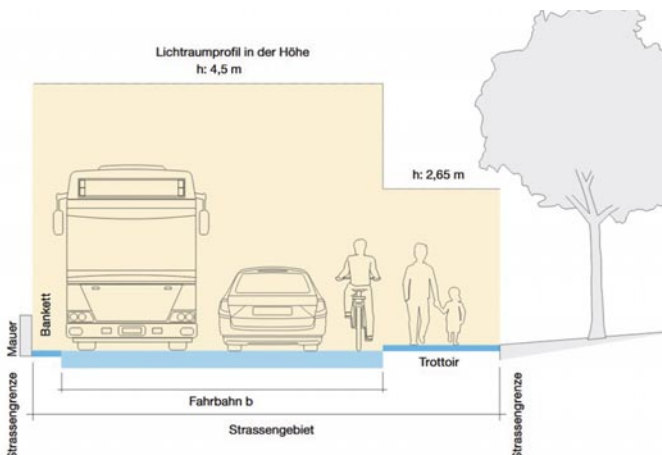 Lichtraumprofil in der Höhe
h: 4,5 m
h: 2,65 m
Mauer
Bankett
Trottoir
Fahrbahn b
Strassengebiet
Strassengrenze
Strassengrenze